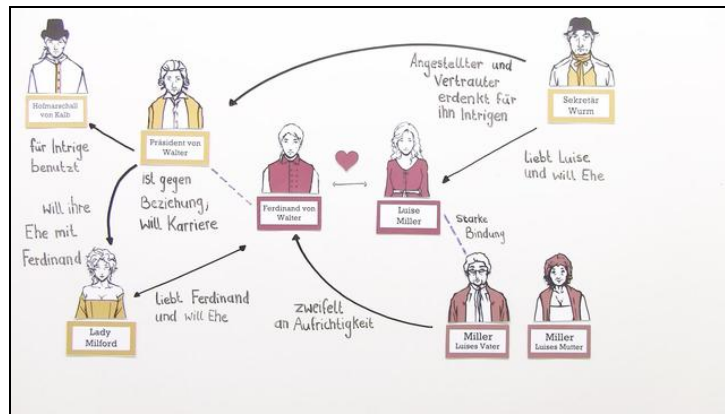 Hofmarschall
von Kalb
Präsident von
Walter
Angestellter und
Vertrauter
erdenkt für
ihn Intrigen
Sekretär
Wurm
für Intrige
benutzt
ist gegen
Beziehung,
will Karriere
Ferdinand von
Walter
Luise
Miller
liebt Luise
und will Ehe
will ihre
Ehe mit
Ferdinand
starke
Bindung
Lady
Milford
liebt Ferdinand
und will Ehe
zweifelt
an Aufrichtigkeit
Miller
Luises Vater
Miller
Luises Mutter